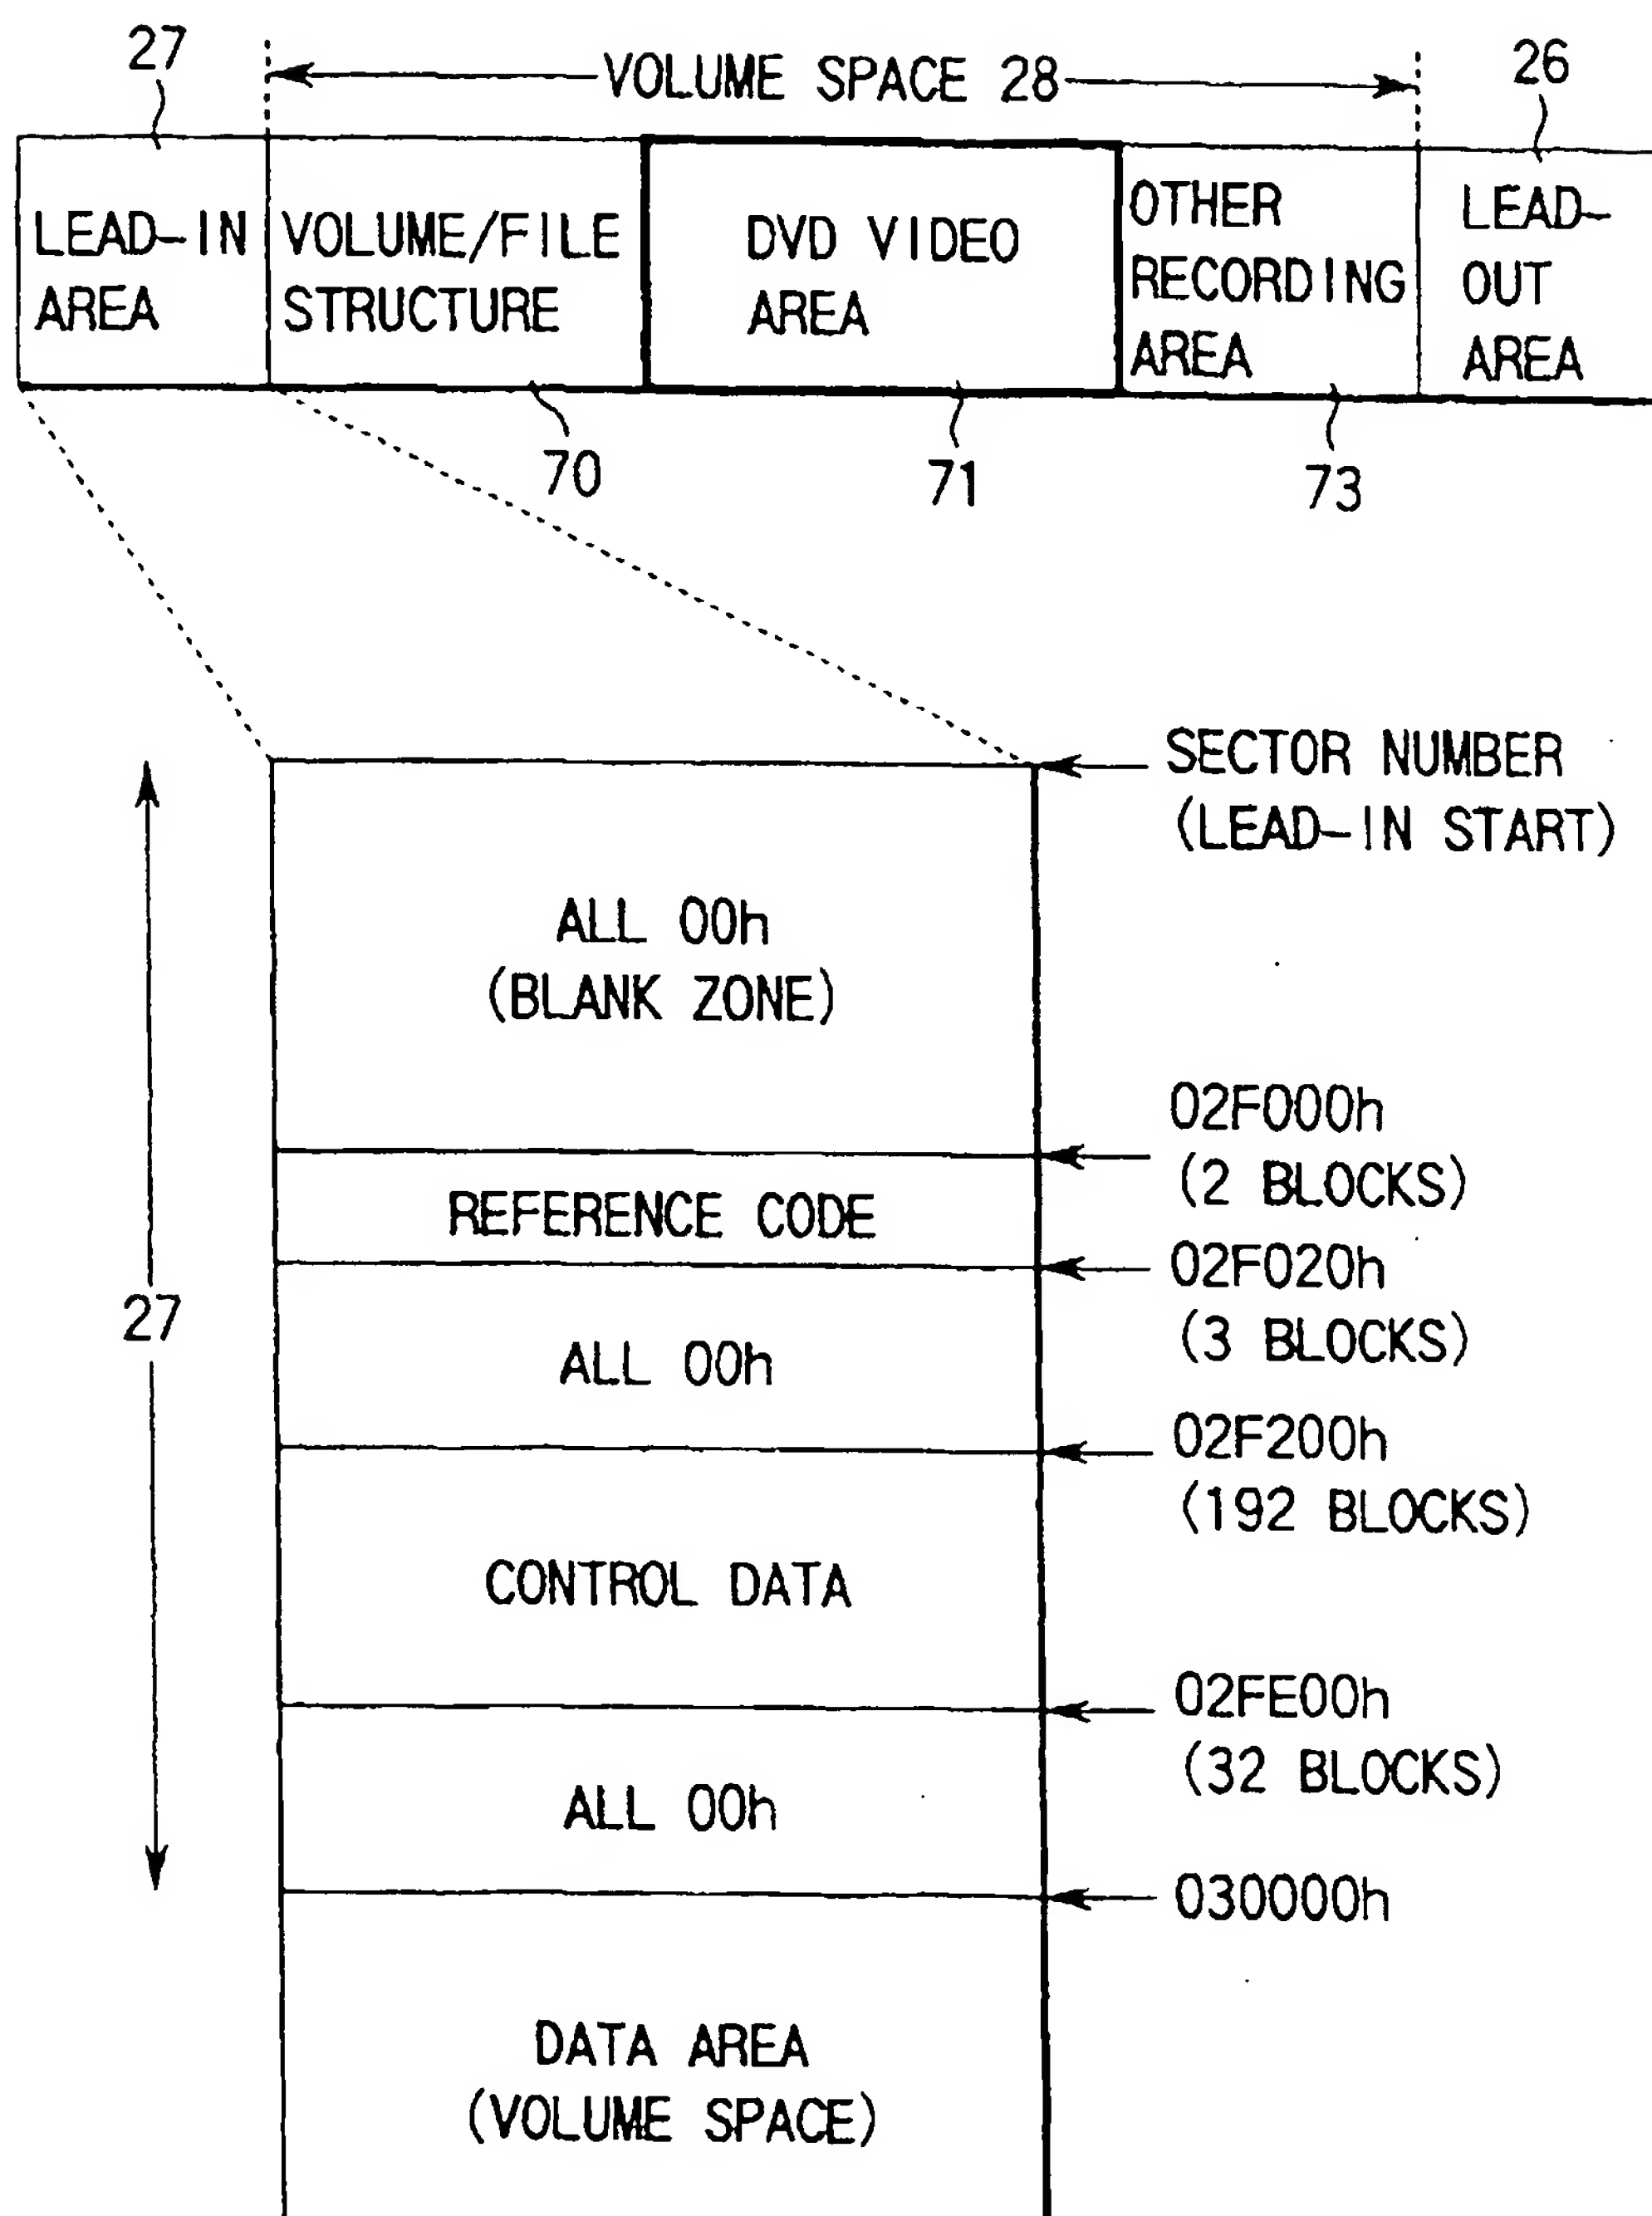 27
VOLUME SPACE 28
26
LEAD-IN
AREA
VOLUME/FILE
STRUCTURE
DVD VIDEO
AREA
OTHER
RECORDING
AREA
LEAD-
OUT
AREA
70
71
73
SECTOR NUMBER
(LEAD-IN START)
ALL 00h
(BLANK ZONE)
02F000h
(2 BLOCKS)
REFERENCE CODE
02F020h
(3 BLOCKS)
27
ALL 00h
02F200h
(192 BLOCKS)
CONTROL DATA
02FE00h
(32 BLOCKS)
ALL 00h
030000h
DATA AREA
(VOLUME SPACE)